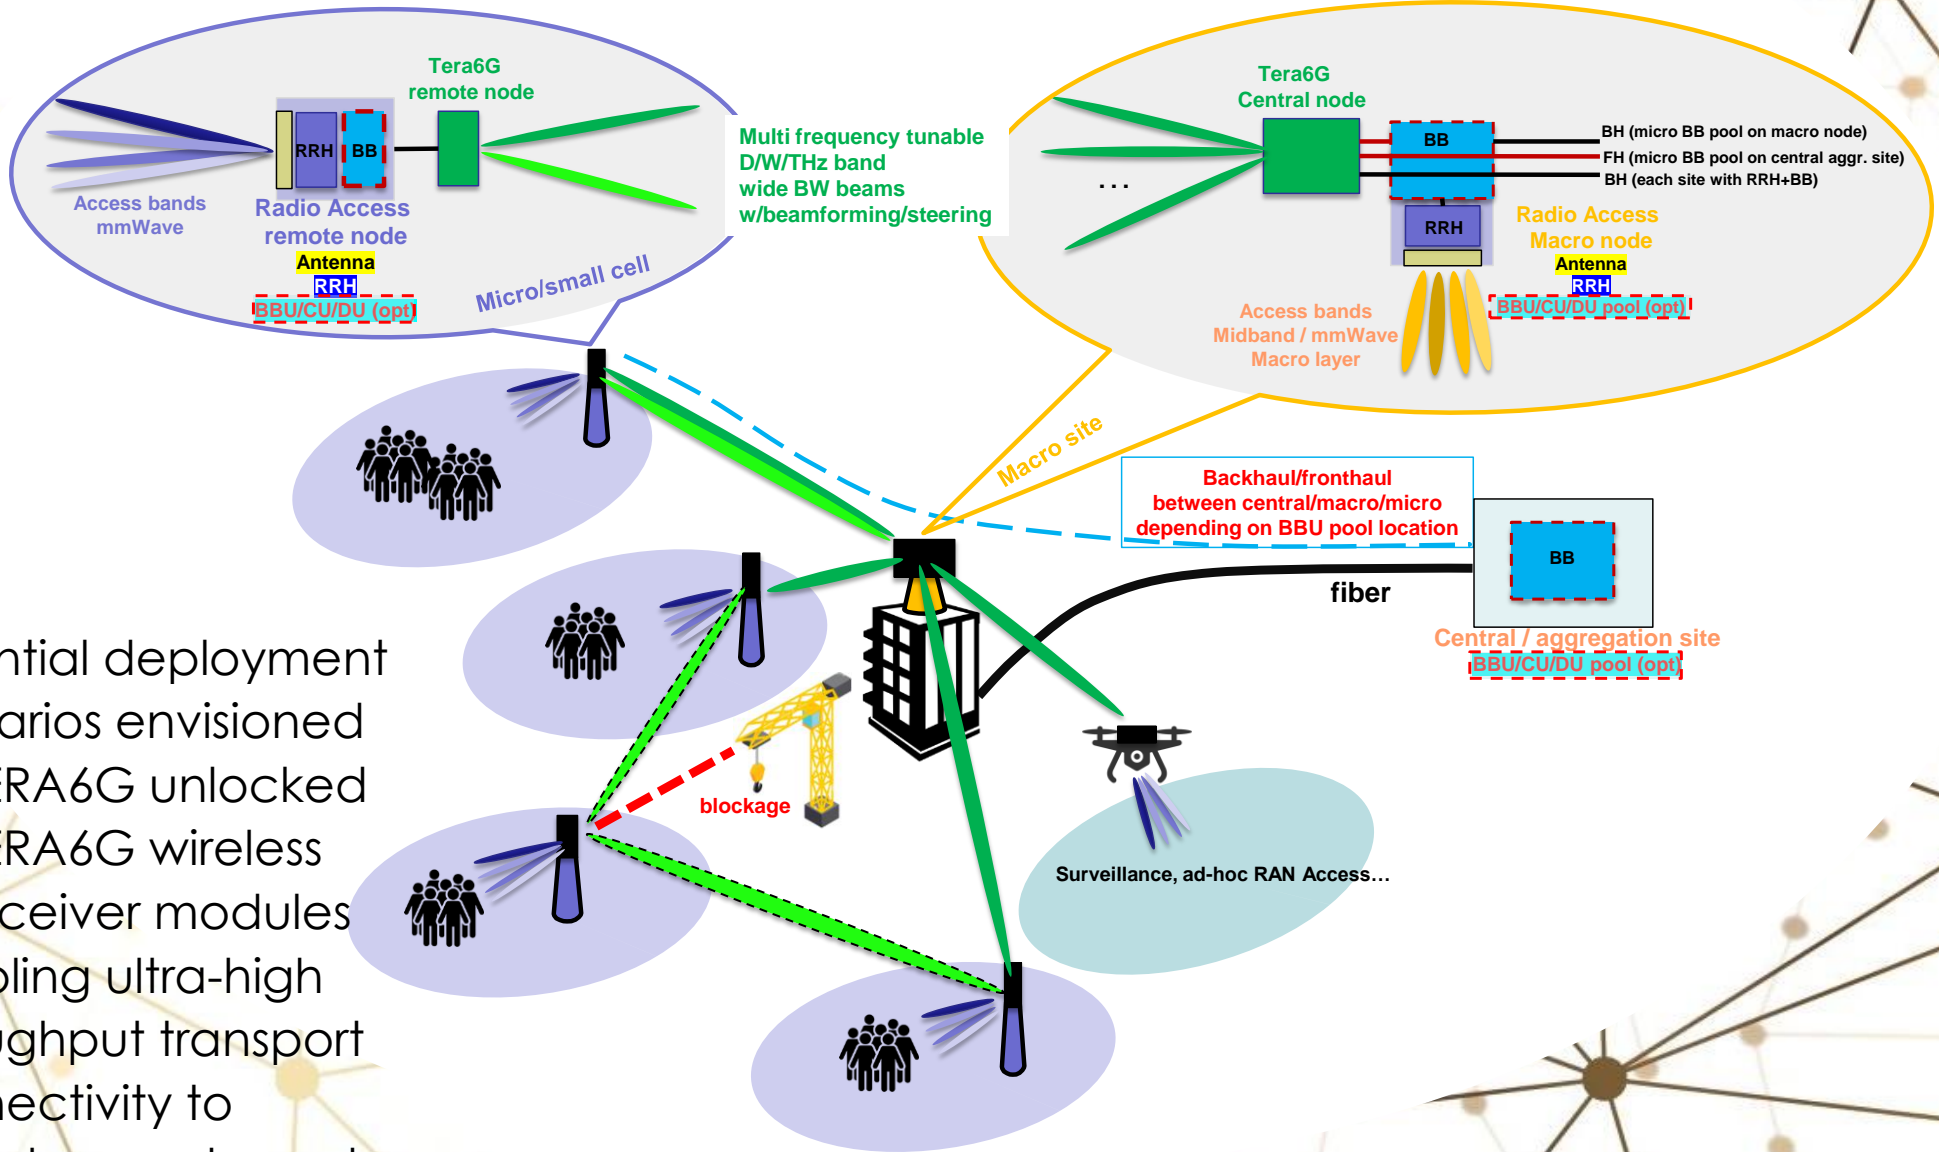 Tera6G
remote node
RRH
BB
Access bands
mmWave
Radio Access
remote node
Antenna
RRH
BBU/CU/DU (opt)
Micro/small cell
Multi frequency tunable
D/W/THz band
wide BW beams
w/beamforming/steering
Tera6G
Central node
...
BB
BH (micro BB pool on macro node)
FH (micro BB pool on central aggr. site)
BH (each site with RRH+BB)
RRH
Radio Access
Macro node
Antenna
RRH
BBU/CU/DU pool (opt)
Access bands
Midband / mmWave
Macro layer
Macro site
Backhaul/fronthaul
between central/macro/micro
depending on BBU pool location
fiber
BB
Central / aggregation site
BBU/CU/DU pool (opt)
blockage
Surveillance, ad-hoc RAN Access…
ntial deployment
arios envisioned
ERA6G unlocked
ERA6G wireless
ceiver modules
bling ultra-high
ughput transport
nectivity to